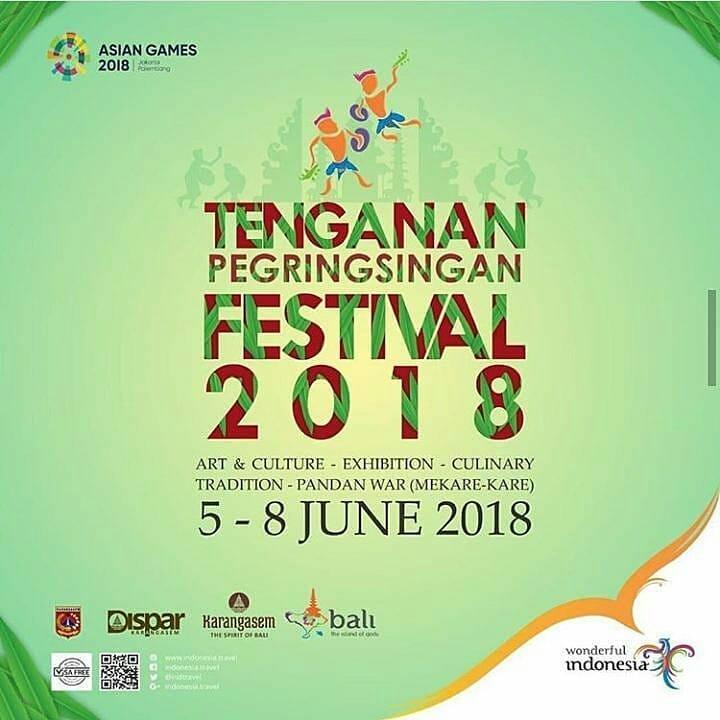 ASIAN GAMES
2018 Jakarta
Palembang
TENGANAN
PEGRINGSINGAN
FESTIVAL
2018
ART & CULTURE - EXHIBITION - CULINARY
TRADITION - PANDAN WAR (MEKARE-KARE)
5 - 8 JUNE 2018
Dispar
KARANGASEM
Karangasem
THE SPIRIT OF BALI
bali
the island of gods
wonderful
indonesia
VISA FREE
www.indonesia.travel
indonesia.travel
@indtravel
indonesia.travel